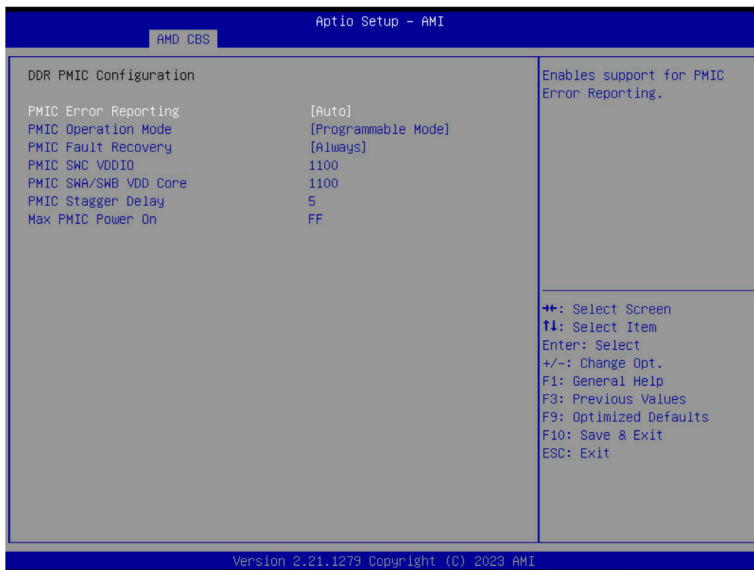 Aptio Setup - AMI
AMD CBS
DDR PMIC Configuration
PMIC Error Reporting [Auto]
PMIC Operation Mode [Programmable Mode]
PMIC Fault Recovery [Always]
PMIC SWC VDDIO 1100
PMIC SWA/SWB VDD Core 1100
PMIC Stagger Delay 5
Max PMIC Power On FF
Enables support for PMIC
Error Reporting.
→←: Select Screen
↑↓: Select Item
Enter: Select
+/-: Change Opt.
F1: General Help
F3: Previous Values
F9: Optimized Defaults
F10: Save & Exit
ESC: Exit
Version 2.21.1279 Copyright (C) 2023 AMI